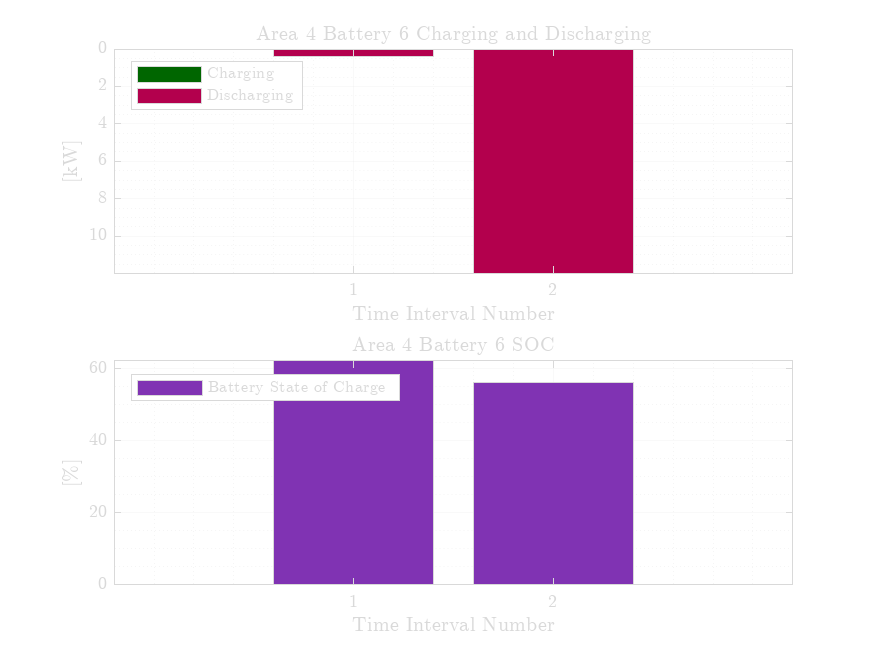 Area 4 Battery 6 Charging and Discharging
0
2
4
6
8
10
[kW]
Charging
Discharging
1
2
Time Interval Number
Area 4 Battery 6 SOC
60
40
20
0
[%]
Battery State of Charge
1
2
Time Interval Number